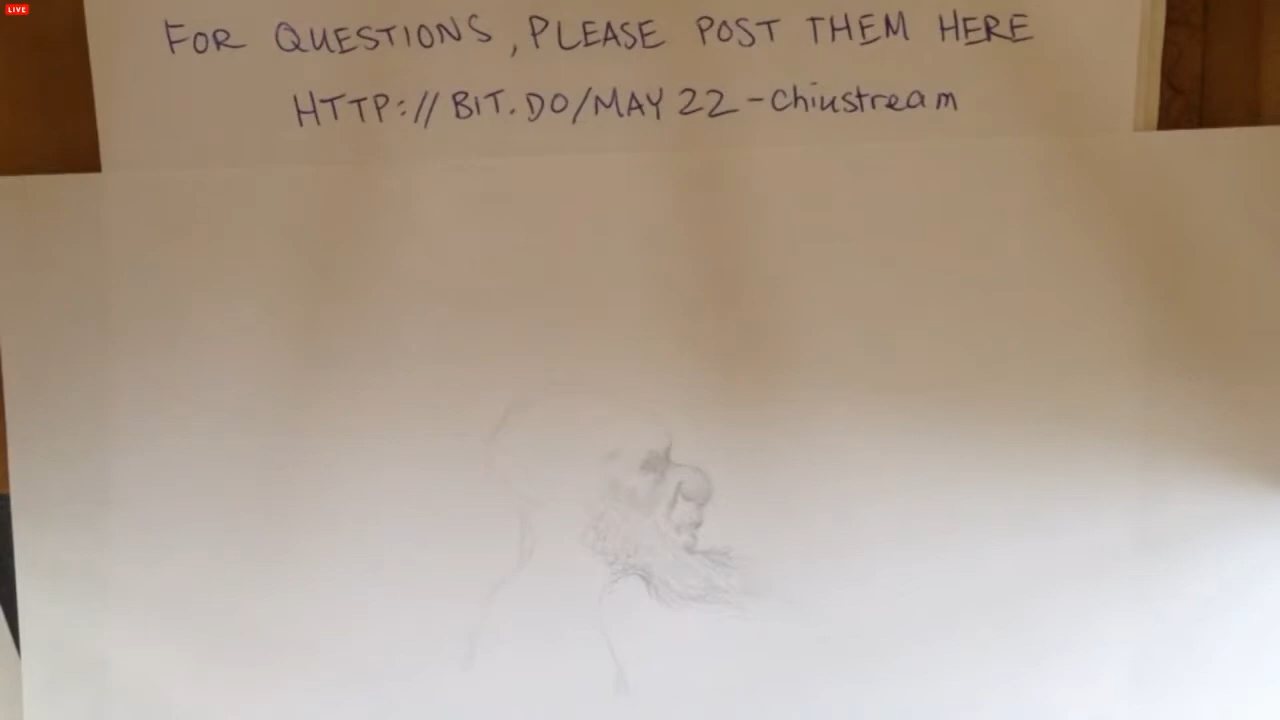 LIVE
FOR QUESTIONS, PLEASE POST THEM HERE
HTTP://BIT.DO/MAY22-Chiustream